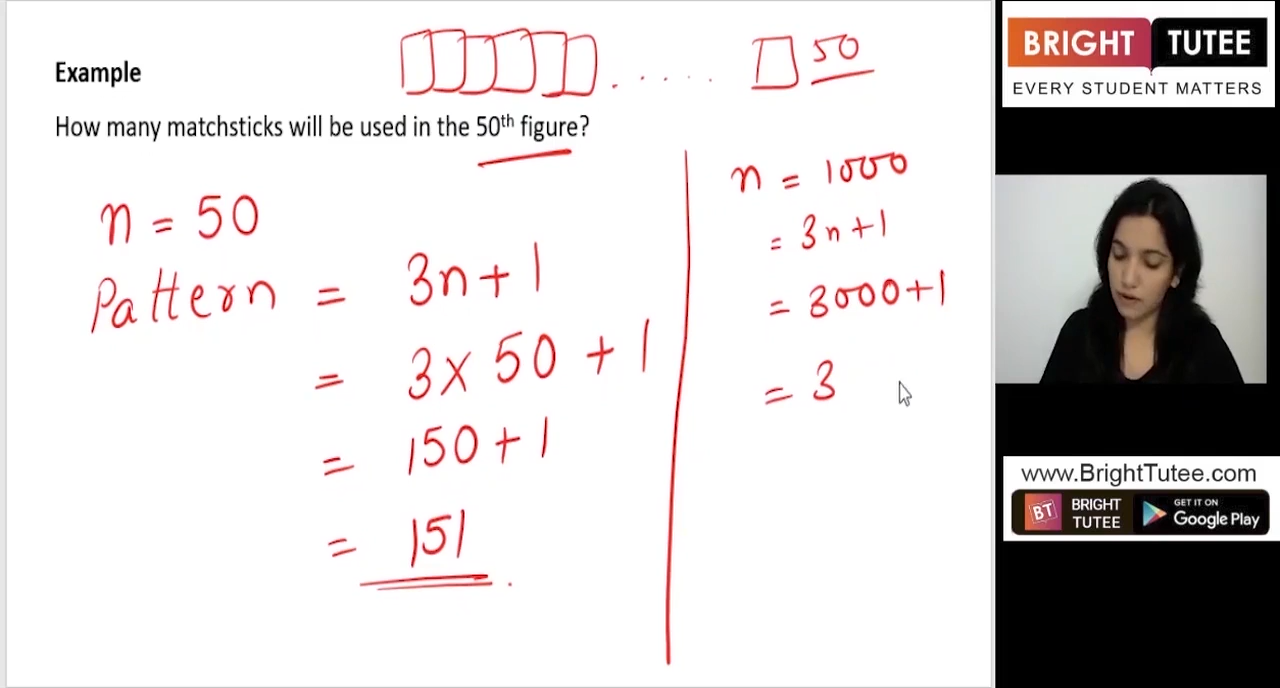 50
Example
How many matchsticks will be used in the 50th figure?
n = 50
Pattern = 3n+1
= 3 x 50 + 1
= 150 + 1
= 151
n = 1000
= 3n+1
= 3000+1
= 3
BRIGHT TUTEE
EVERY STUDENT MATTERS
www.BrightTutee.com
BT BRIGHT TUTEE
GET IT ON
Google Play